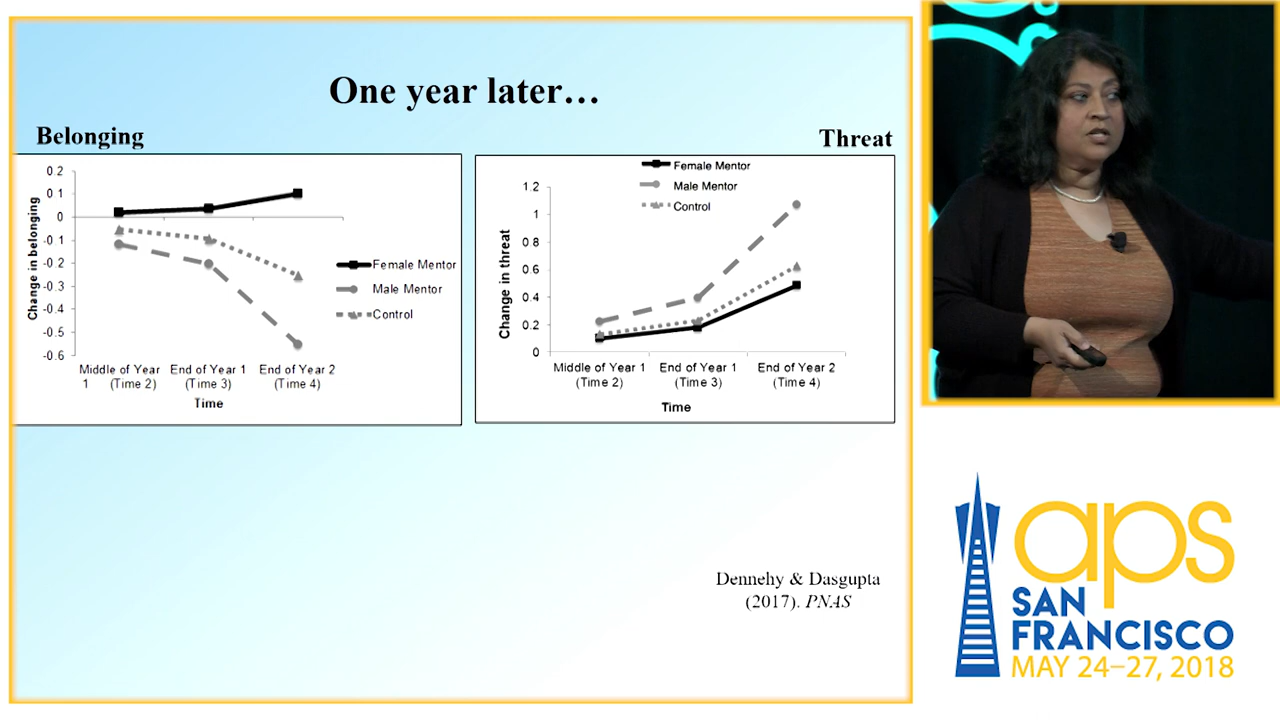 One year later…
Belonging
Threat
0.2
0 1
0
-0.1
-0.2
-0.3
-0.4
-0.5
-0.6
Change in belonging
Female Mentor
Male Mentor
Control
Middle of Year
1 (Time 2)
End of Year 1
(Time 3)
End of Year 2
(Time 4)
Time
Female Mentor
Male Mentor
Control
1.2
1
0.8
0.6
0.4
0.2
0
Change in threat
Middle of Year 1
(Time 2)
End of Year 1
(Time 3)
End of Year 2
(Time 4)
Time
Dennehy & Dasgupta
(2017). PNAS
aps
SAN
FRANCISCO
MAY 24–27, 2018